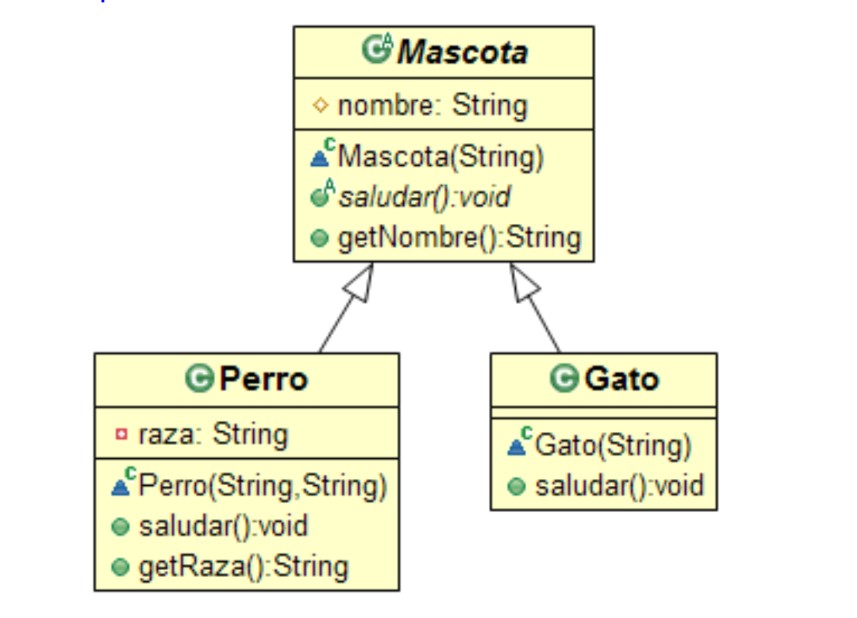 Mascota
nombre: String
Mascota(String)
saludar():void
getNombre():String
Perro
raza: String
Perro(String,String)
saludar():void
getRaza():String
Gato
Gato(String)
saludar():void